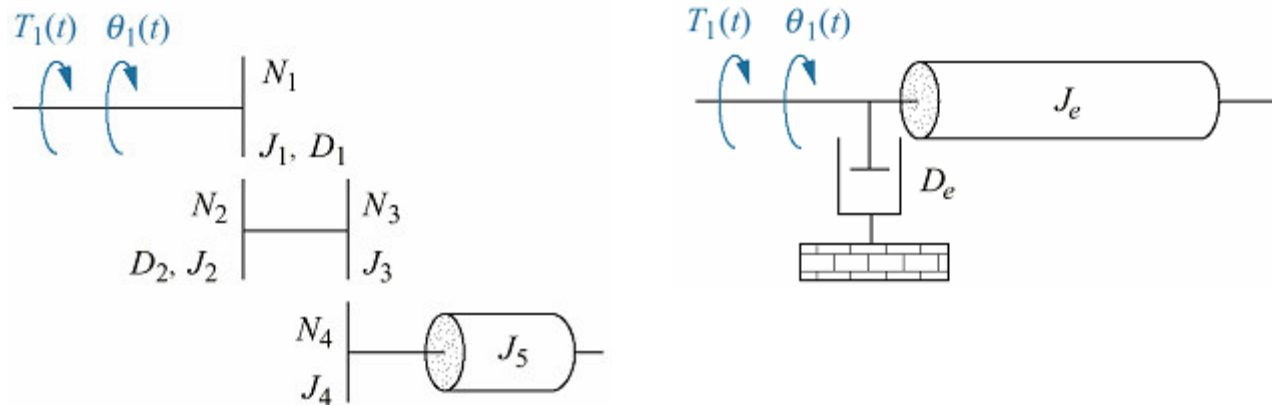 T₁(t) θ₁(t)
N₁
J₁, D₁
N₂ N₃
D₂, J₂ J₃
N₄
J₅
J₄
T₁(t) θ₁(t)
Jₑ
Dₑ